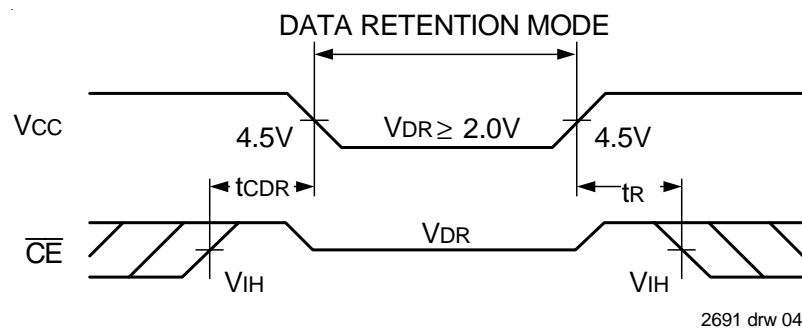 DATA RETENTION MODE
VCC
4.5V
VDR ≥ 2.0V
4.5V
tCDR
tR
CE
VDR
VIH
VIH
2691 drw 04